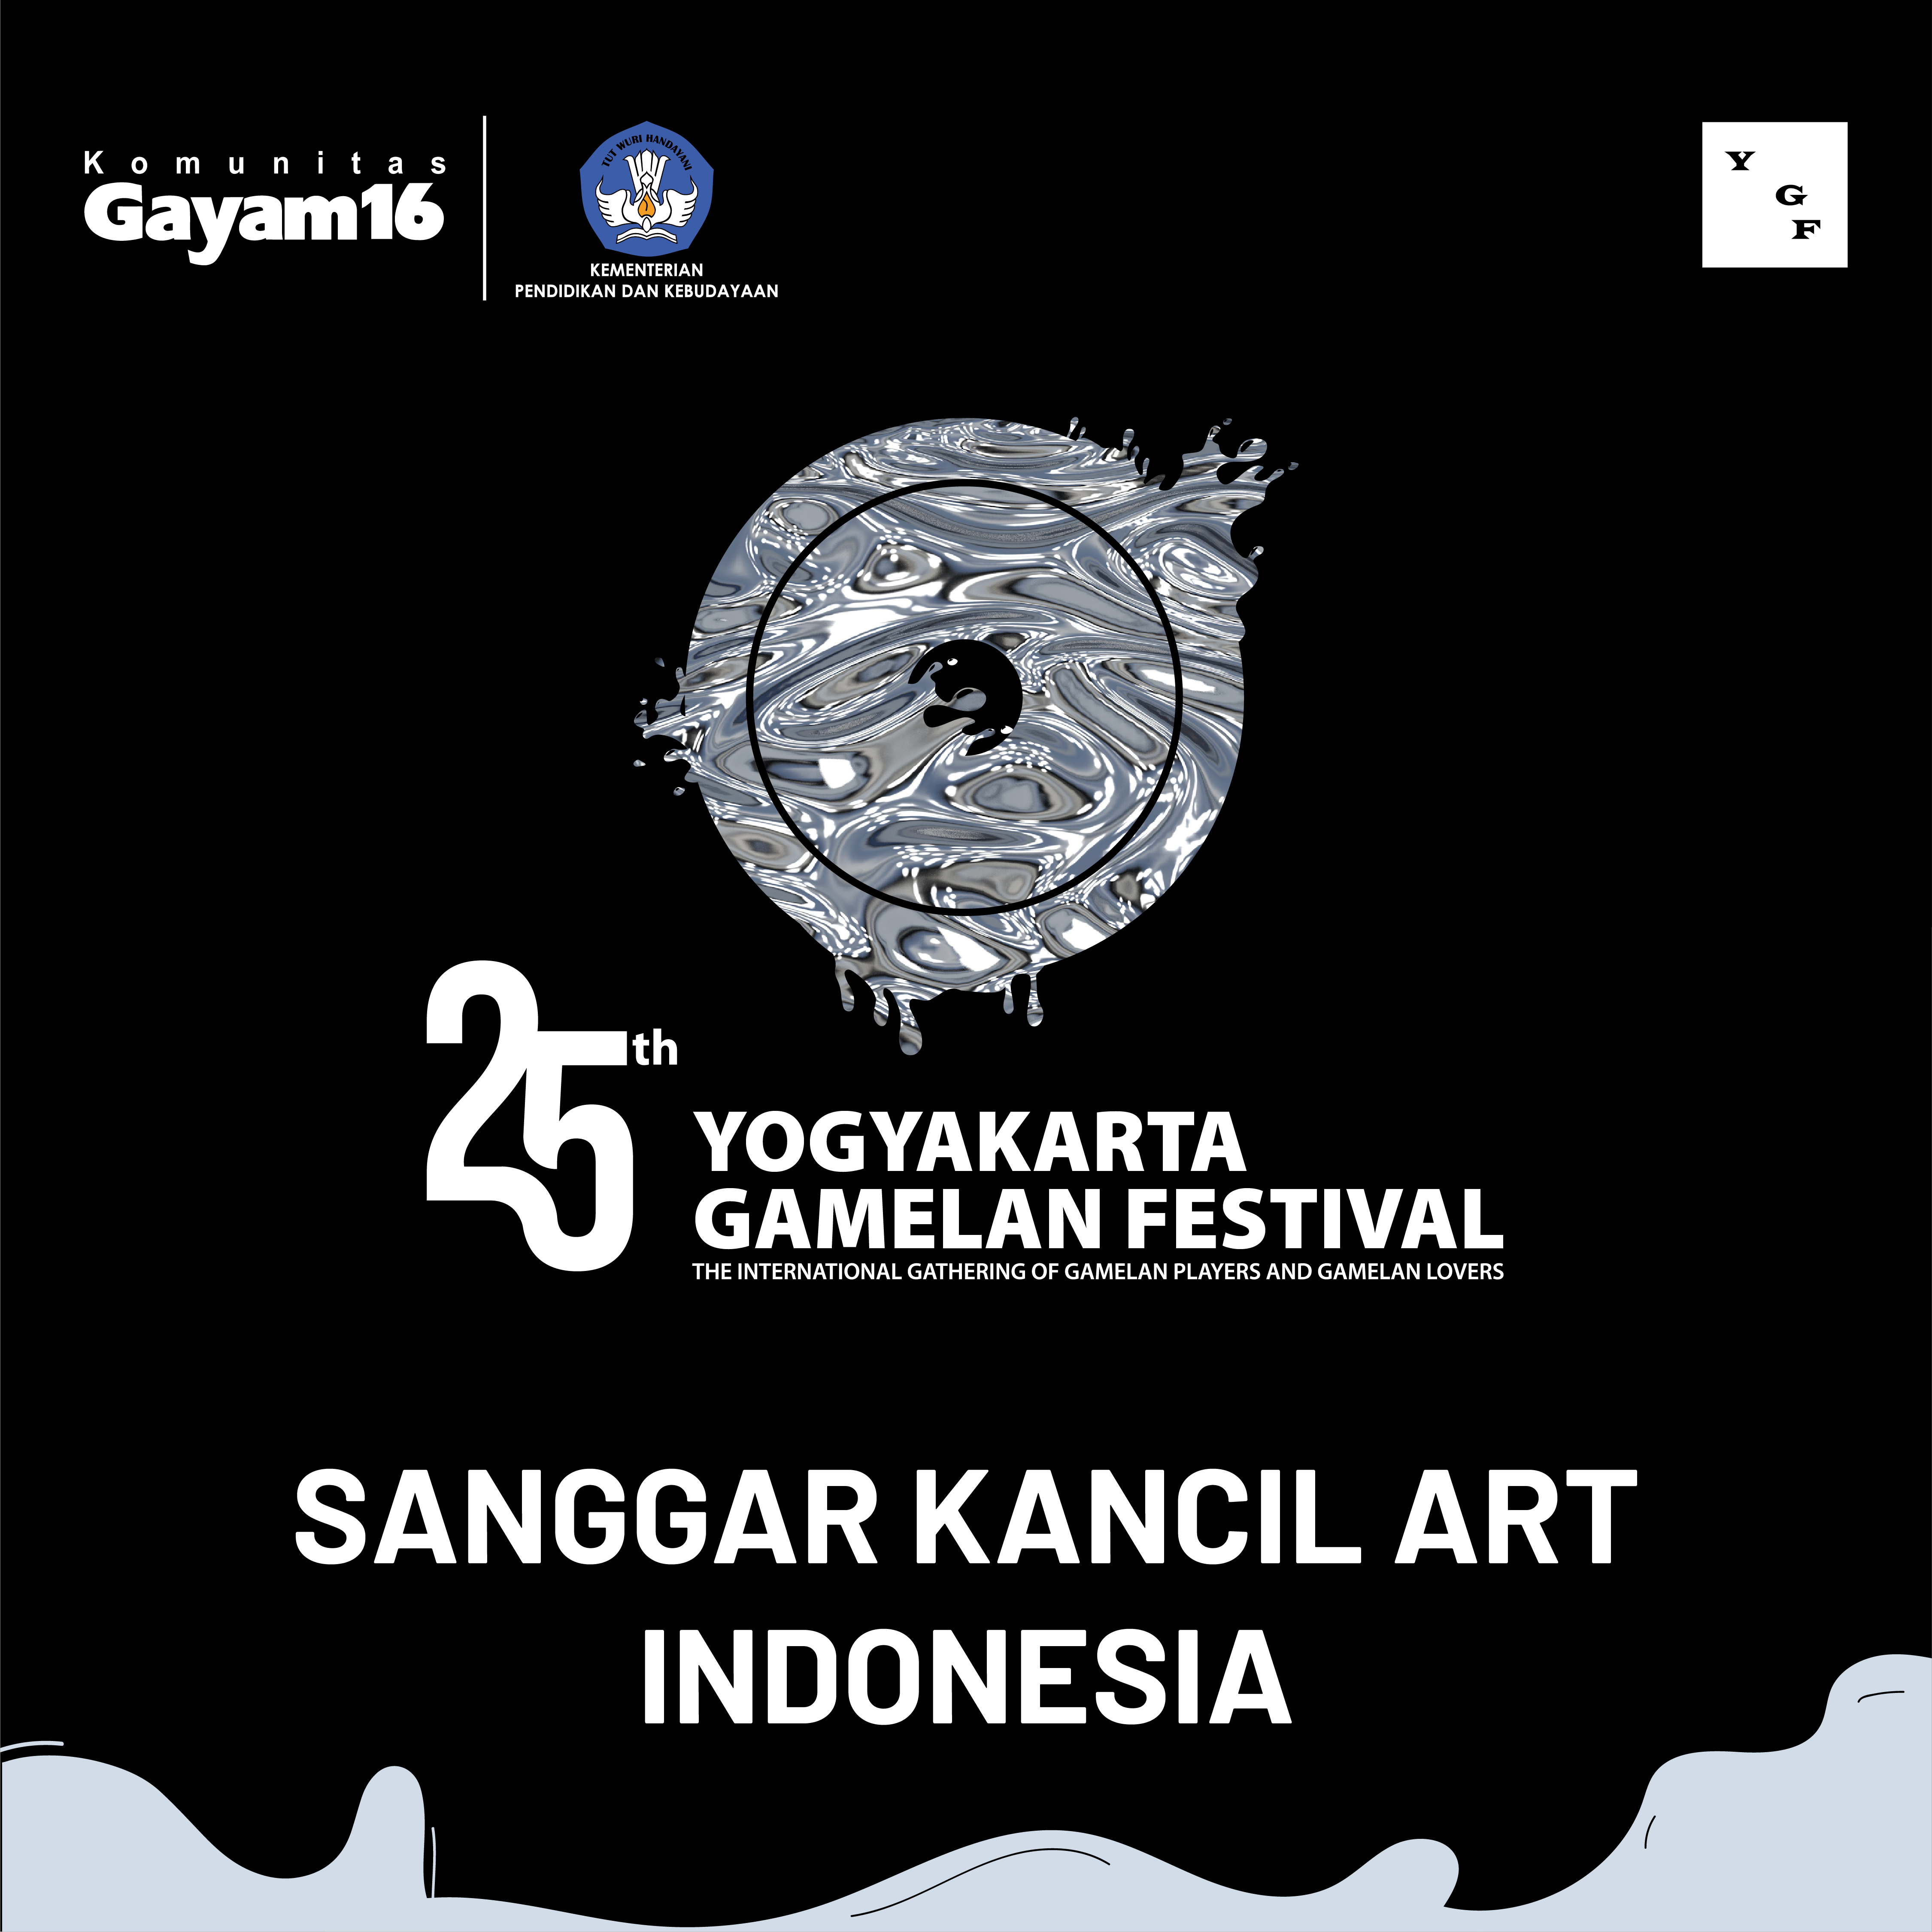 Komunitas
Gayam16
TUT WURI HANDAYANI
KEMENTERIAN
PENDIDIKAN DAN KEBUDAYAAN
Y
G
F
25th
YOGYAKARTA
GAMELAN FESTIVAL
THE INTERNATIONAL GATHERING OF GAMELAN PLAYERS AND GAMELAN LOVERS
SANGGAR KANCIL ART
INDONESIA